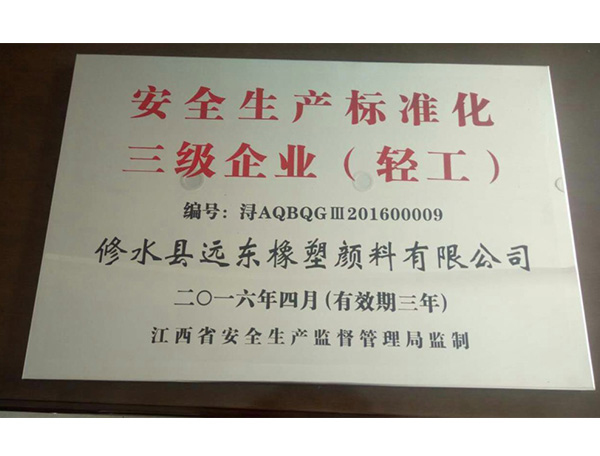 安全生产标准化
三级企业（轻工）
编号：浔AQBQGⅢ201600009
修水县远东橡塑颜料有限公司
二〇一六年四月(有效期三年)
江西省安全生产监督管理局监制